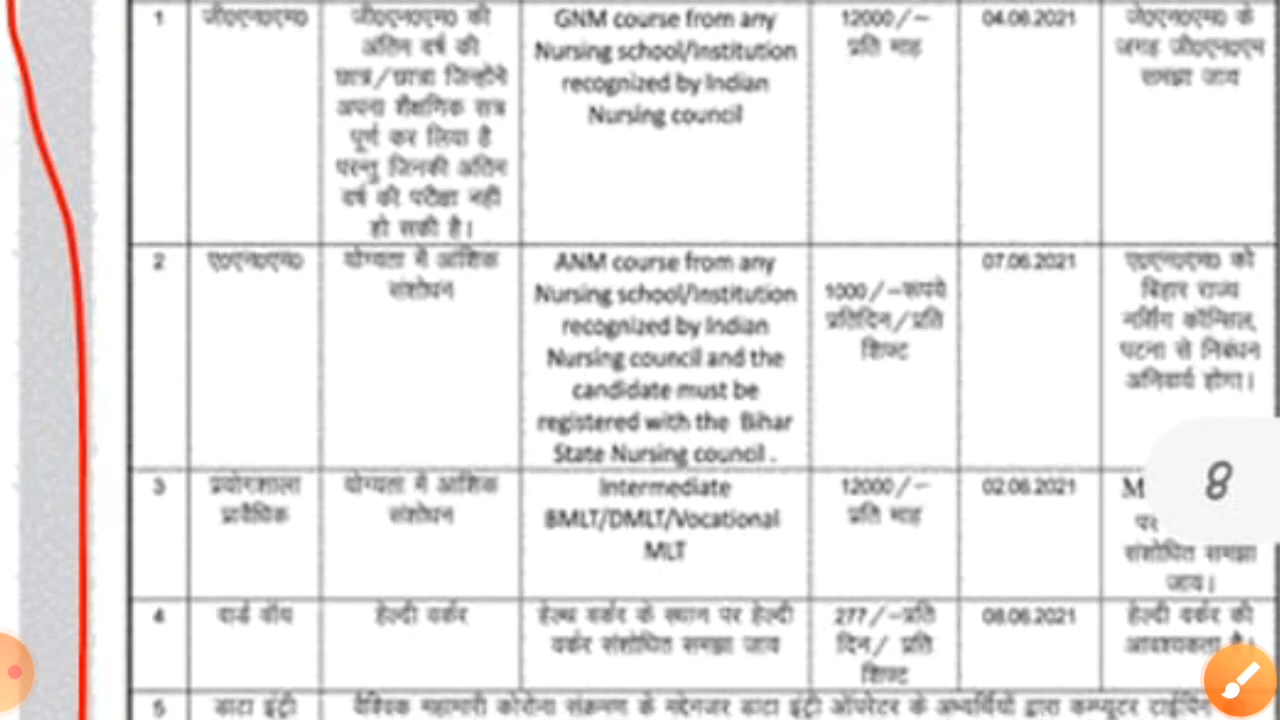 1
जी०एन०एम०
जी०एन०एम० की
अंतिम वर्ष की
छात्र/छात्रा जिन्होंने
अपना शैक्षणिक सत्र
पूर्ण कर लिया है
परन्तु जिनकी अंतिम
वर्ष की परीक्षा नहीं
हो सकी है।
GNM course from any
Nursing school/Institution
recognized by Indian
Nursing council
12000/-
प्रति माह
04.06.2021
जे०एन०एम० के
जगह जी०एन०एम
समझा जाय
2
ए०एन०एम०
योग्यता में आंशिक
संशोधन
ANM course from any
Nursing school/Institution
recognized by Indian
Nursing council and the
candidate must be
registered with the Bihar
State Nursing council .
1000/-रूपये
प्रतिदिन/प्रति
शिफ्ट
07.06.2021
ए०एन०एम० को
बिहार राज्य
नर्सिंग कॉन्सिल,
पटना से निबंधन
अनिवार्य होगा।
3
प्रयोगशाला
प्रावैधिक
योग्यता में आंशिक
संशोधन
Intermediate
BMLT/DMLT/Vocational
MLT
12000/-
प्रति माह
02.06.2021
M
पर
संशोधित समझा
जाय।
8
4
वार्ड बॉय
हेल्दी वर्कर
हेल्थ वर्कर के स्थान पर हेल्दी
वर्कर संशोधित समझा जाय
277/-प्रति
दिन/ प्रति
शिफ्ट
08.06.2021
हेल्दी वर्कर की
आवश्यकता है।
5
डाटा इंट्री
वैश्विक महामारी कोरोना संक्रमण के मद्देनजर डाटा इंट्री ऑपरेटर के अभ्यर्थियों द्वारा कम्प्यूटर टाईपिंग